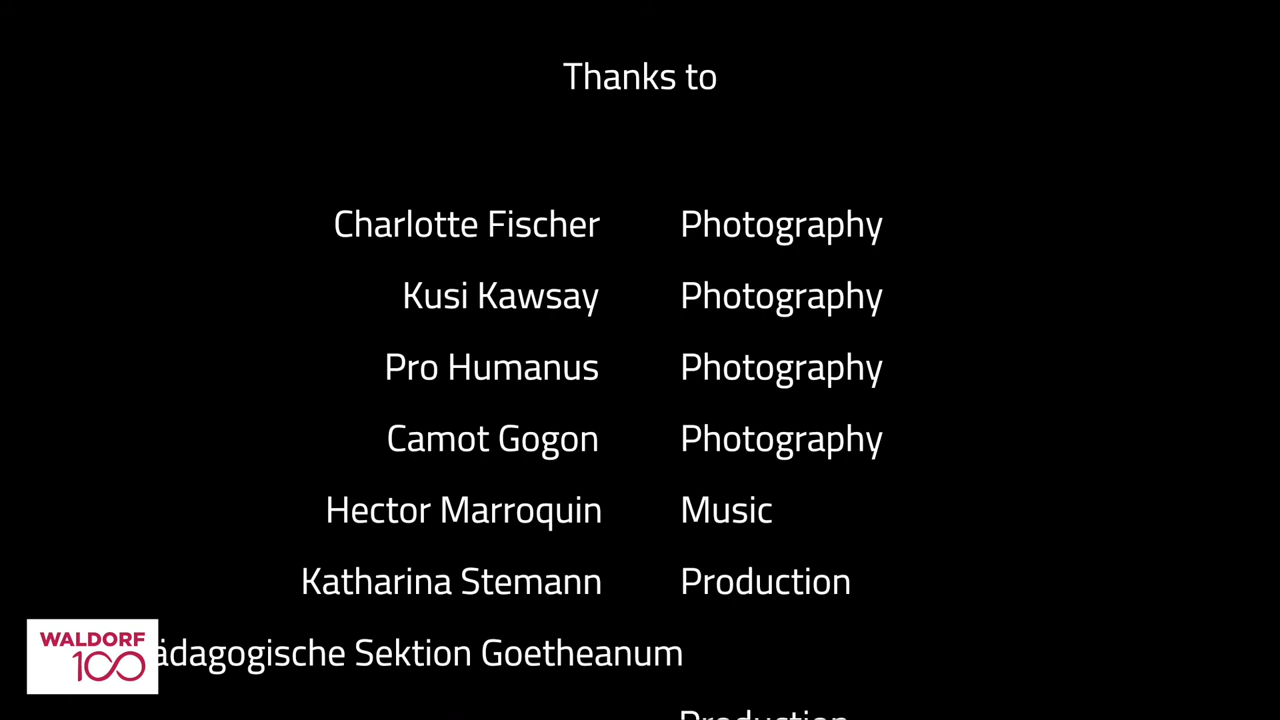 Thanks to
Charlotte Fischer Photography
Kusi Kawsay Photography
Pro Humanus Photography
Camot Gogon Photography
Hector Marroquin Music
Katharina Stemann Production
ädagogische Sektion Goetheanum
Production
WALDORF
100